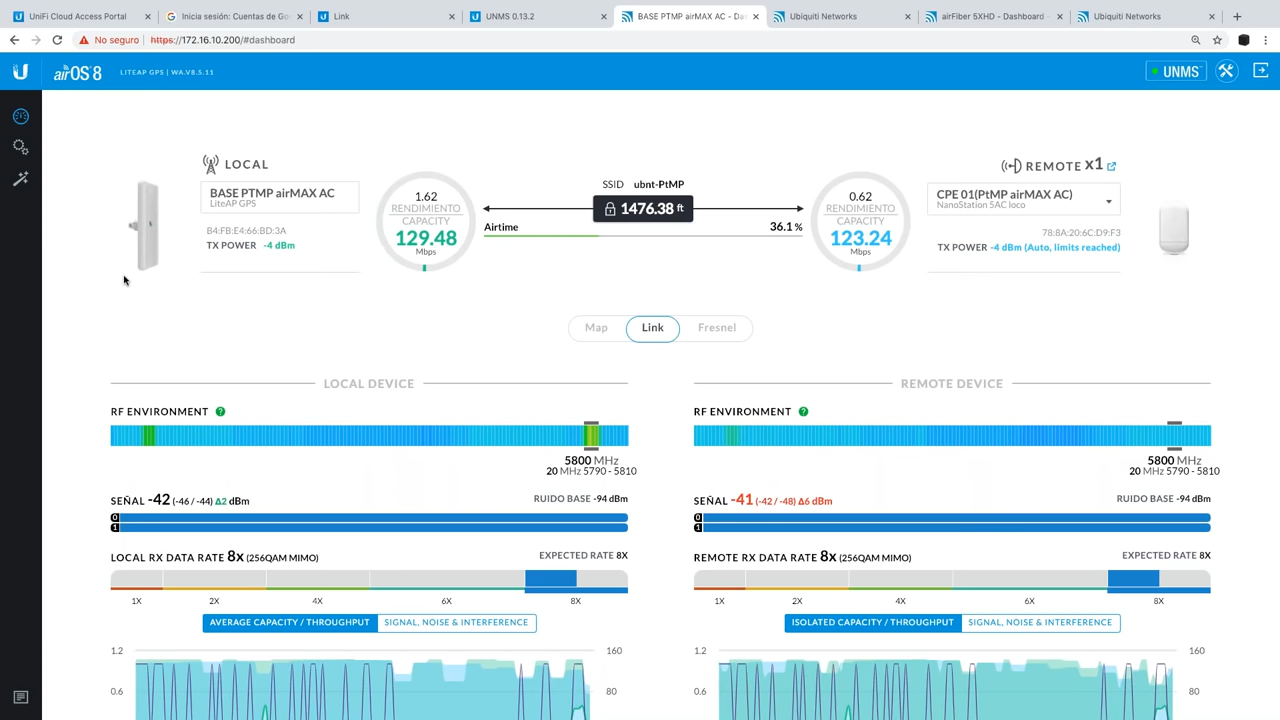 UniFi Cloud Access Portal
Inicia sesión: Cuentas de Go
Link
UNMS 0.13.2
BASE PTMP airMAX AC - Da
Ubiquiti Networks
airFiber 5XHD - Dashboard -
Ubiquiti Networks
No seguro https://172.16.10.200/#dashboard
airOS 8 LITEAP GPS | WA.V8.5.11
UNMS
LOCAL
REMOTE x1
BASE PTMP airMAX AC
LiteAP GPS
B4:FB:E4:66:BD:3A
TX POWER -4 dBm
1.62
RENDIMIENTO
CAPACITY
129.48
Mbps
SSID ubnt-PtMP
1476.38 ft
Airtime 36.1 %
0.62
RENDIMIENTO
CAPACITY
123.24
Mbps
CPE 01(PtMP airMAX AC)
NanoStation 5AC loco
78:8A:20:6C:D9:F3
TX POWER -4 dBm (Auto, limits reached)
Map Link Fresnel
LOCAL DEVICE
RF ENVIRONMENT ?
5800 MHz
20 MHz 5790 - 5810
SEÑAL -42 (-46 / -44) Δ2 dBm RUIDO BASE -94 dBm
0
1
LOCAL RX DATA RATE 8x (256QAM MIMO) EXPECTED RATE 8X
1X 2X 4X 6X 8X
AVERAGE CAPACITY / THROUGHPUT SIGNAL, NOISE & INTERFERENCE
1.2 160
0.6 80
REMOTE DEVICE
RF ENVIRONMENT ?
5800 MHz
20 MHz 5790 - 5810
SEÑAL -41 (-42 / -48) Δ6 dBm RUIDO BASE -94 dBm
0
1
REMOTE RX DATA RATE 8x (256QAM MIMO) EXPECTED RATE 8X
1X 2X 4X 6X 8X
ISOLATED CAPACITY / THROUGHPUT SIGNAL, NOISE & INTERFERENCE
1.2 160
0.6 80